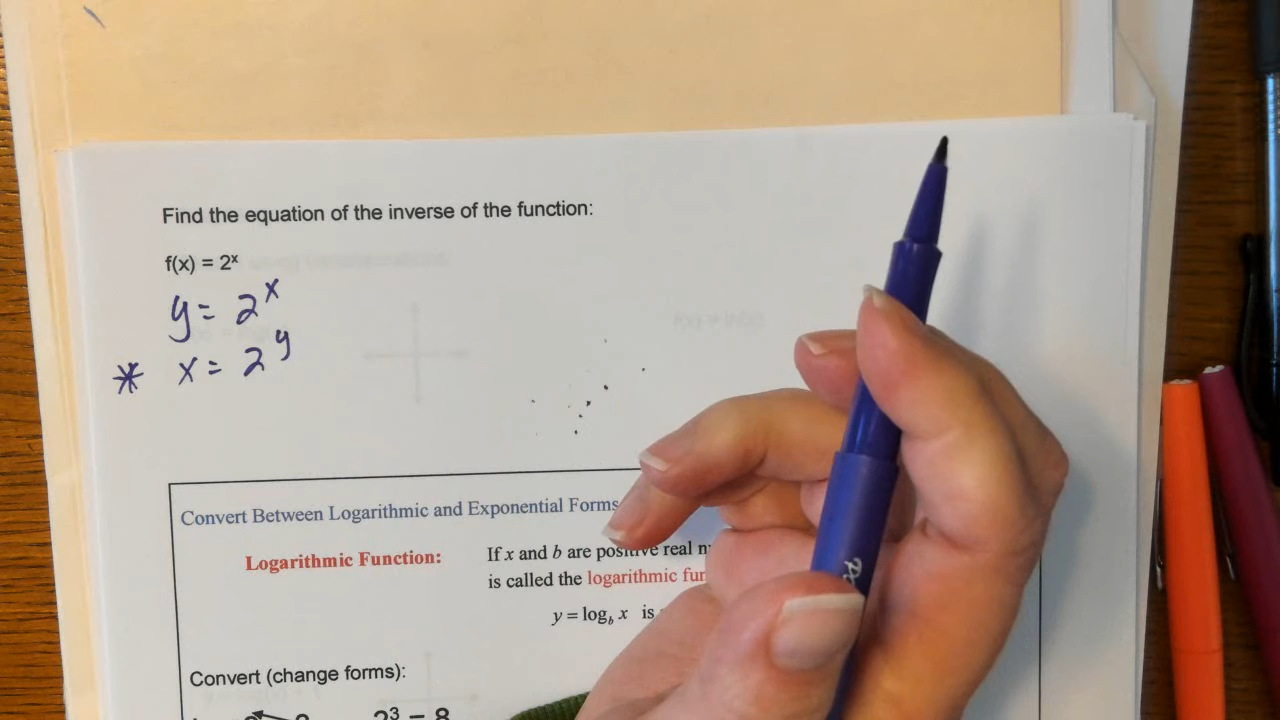 Find the equation of the inverse of the function:
f(x) = 2ˣ
y = 2ˣ
* x = 2ʸ
Convert Between Logarithmic and Exponential Forms
Logarithmic Function: If x and b are positive real
is called the logarithmic
y = log_b x is
Convert (change forms):
2³ = 8